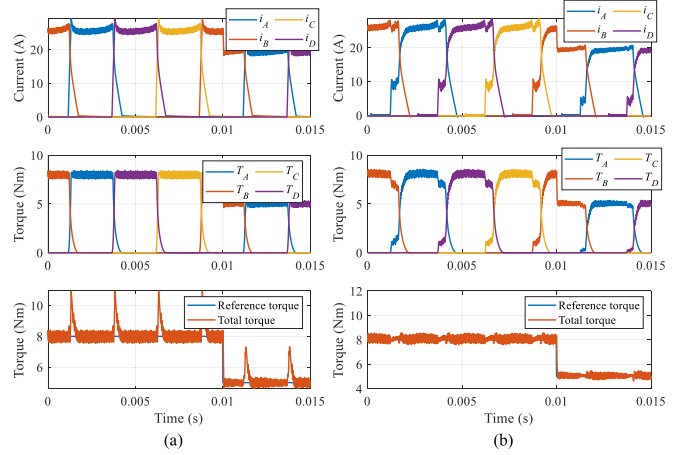 Current (A)
20
10
0
0
0.005
0.01
0.015
i_A
i_C
i_B
i_D
Torque (Nm)
10
5
0
0
0.005
0.01
0.015
T_A
T_C
T_B
T_D
Torque (Nm)
10
8
6
0
0.005
0.01
0.015
Reference torque
Total torque
Time (s)
(a)
Current (A)
20
10
0
0
0.005
0.01
0.015
i_A
i_C
i_B
i_D
Torque (Nm)
10
5
0
0
0.005
0.01
0.015
T_A
T_C
T_B
T_D
Torque (Nm)
12
10
8
6
4
0
0.005
0.01
0.015
Reference torque
Total torque
Time (s)
(b)